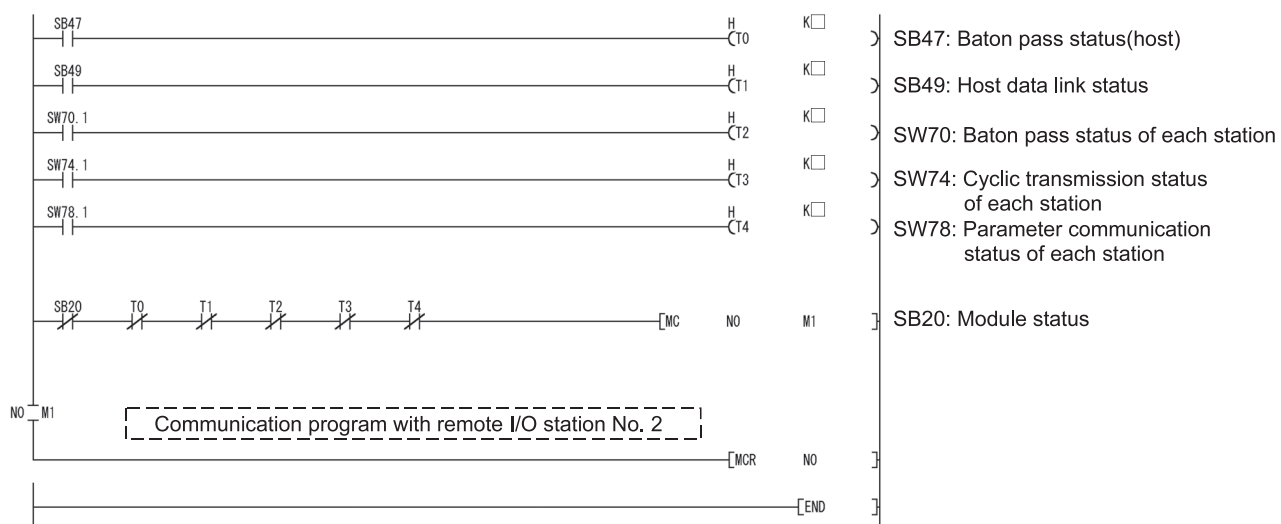 SB47
H
K□
T0
SB47: Baton pass status(host)
SB49
H
K□
T1
SB49: Host data link status
SW70.1
H
K□
T2
SW70: Baton pass status of each station
SW74.1
H
K□
T3
SW74: Cyclic transmission status
of each station
SW78.1
H
K□
T4
SW78: Parameter communication
status of each station
SB20 T0 T1 T2 T3 T4
MC N0 M1
SB20: Module status
N0 M1
Communication program with remote I/O station No. 2
MCR N0
END